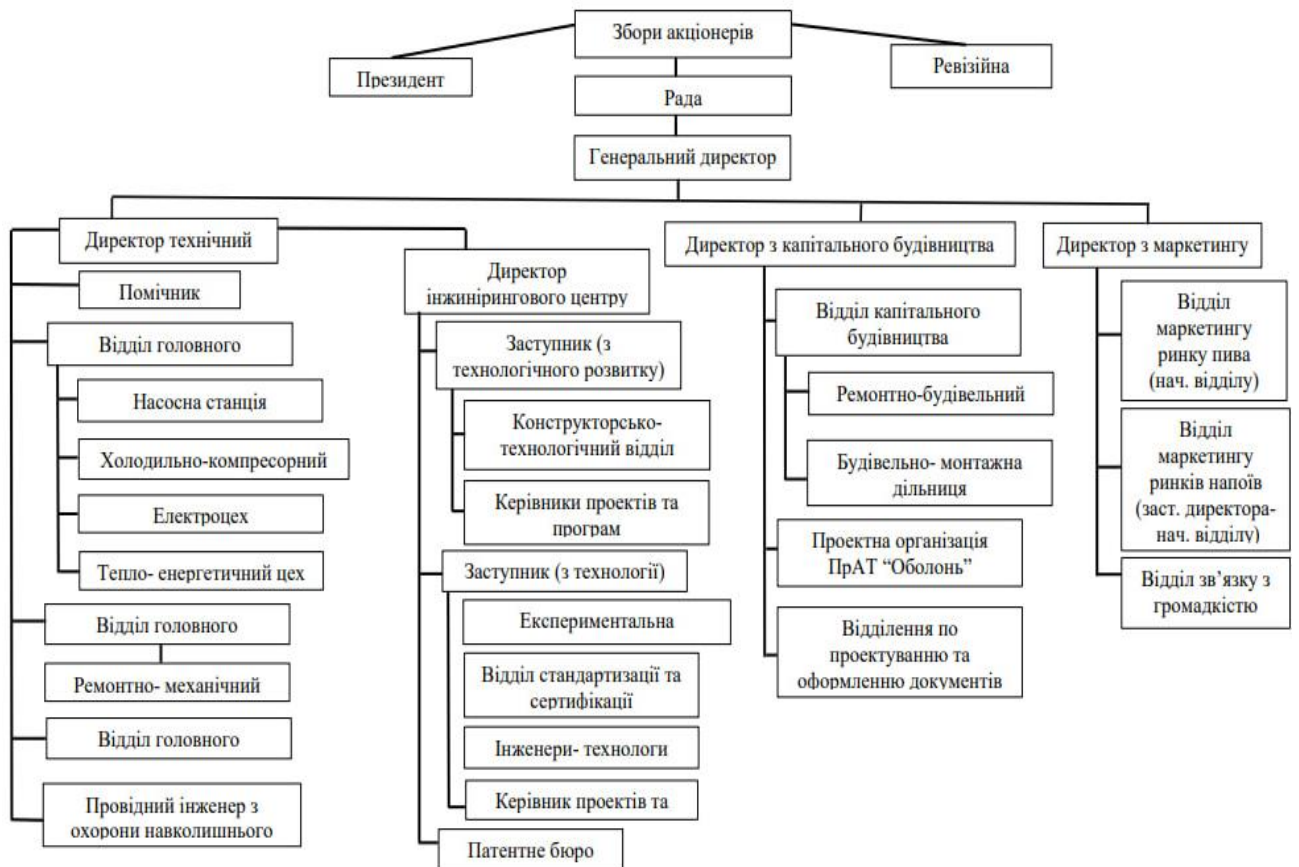 Збори акціонерів
Президент
Ревізійна
Рада
Генеральний директор
Директор технічний
Помічник
Відділ головного
Насосна станція
Холодильно-компресорний
Електроцех
Тепло- енергетичний цех
Відділ головного
Ремонтно- механічний
Відділ головного
Провідний інженер з
охорони навколишнього
Директор
інжинірингового центру
Заступник (з
технологічного розвитку)
Конструкторсько-
технологічний відділ
Керівники проектів та
програм
Заступник (з технології)
Експериментальна
Відділ стандартизації та
сертифікації
Інженери- технологи
Керівник проектів та
Патентне бюро
Директор з капітального будівництва
Відділ капітального
будівництва
Ремонтно-будівельний
Будівельно- монтажна
дільниця
Проектна організація
ПрАТ “Оболонь”
Відділення по
проектуванню та
оформленню документів
Директор з маркетингу
Відділ
маркетингу
ринку пива
(нач. відділу)
Відділ
маркетингу
ринків напоїв
(заст. директора-
нач. відділу)
Відділ зв’язку з
громадкістю